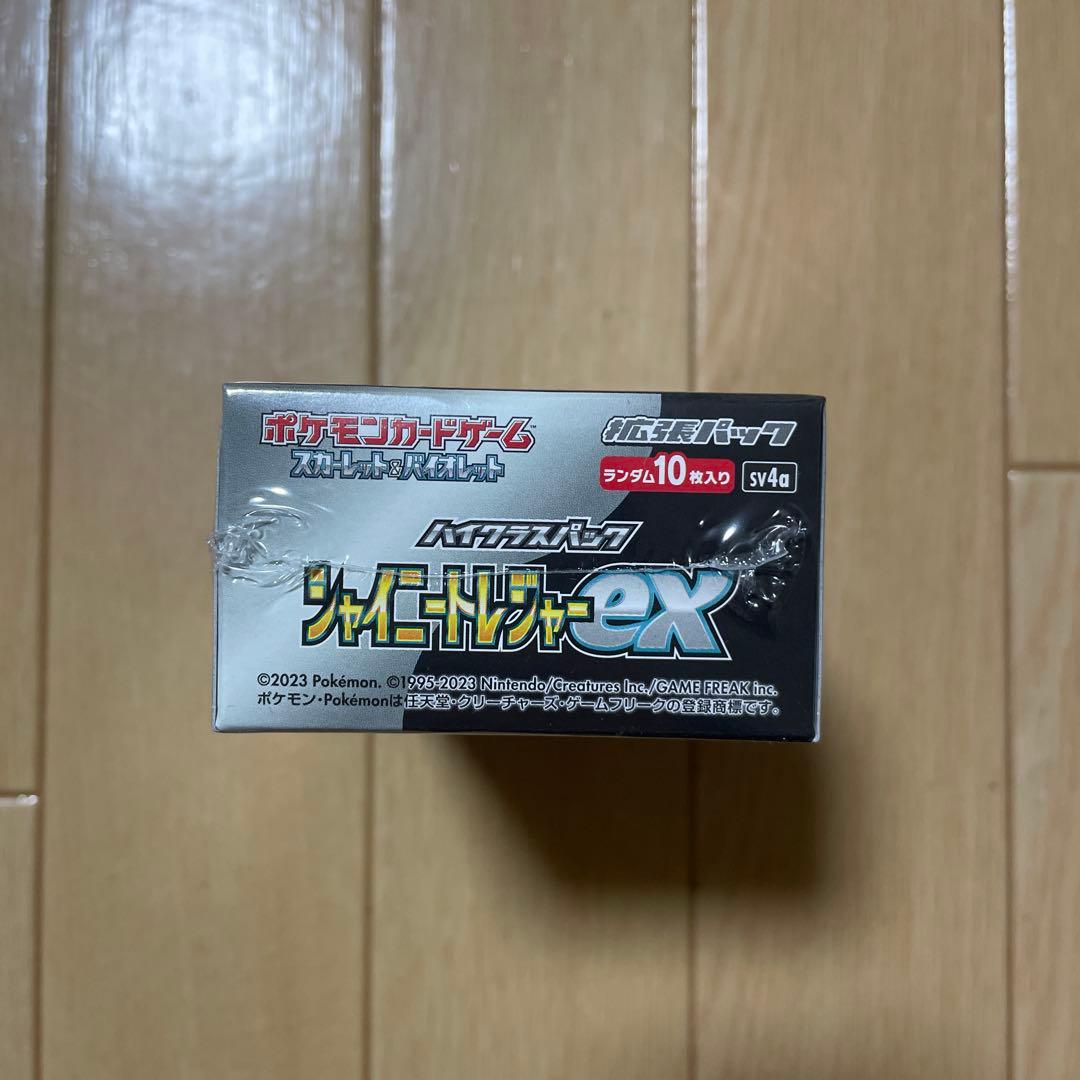 ポケモンカードゲーム™
スカーレット&バイオレット
拡張パック
ランダム10枚入り sv4a
ハイクラスパック
シャイニートレジャーex
©2023 Pokémon. ©1995-2023 Nintendo/Creatures Inc./GAME FREAK inc.
ポケモン・Pokémonは任天堂・クリーチャーズ・ゲームフリークの登録商標です。